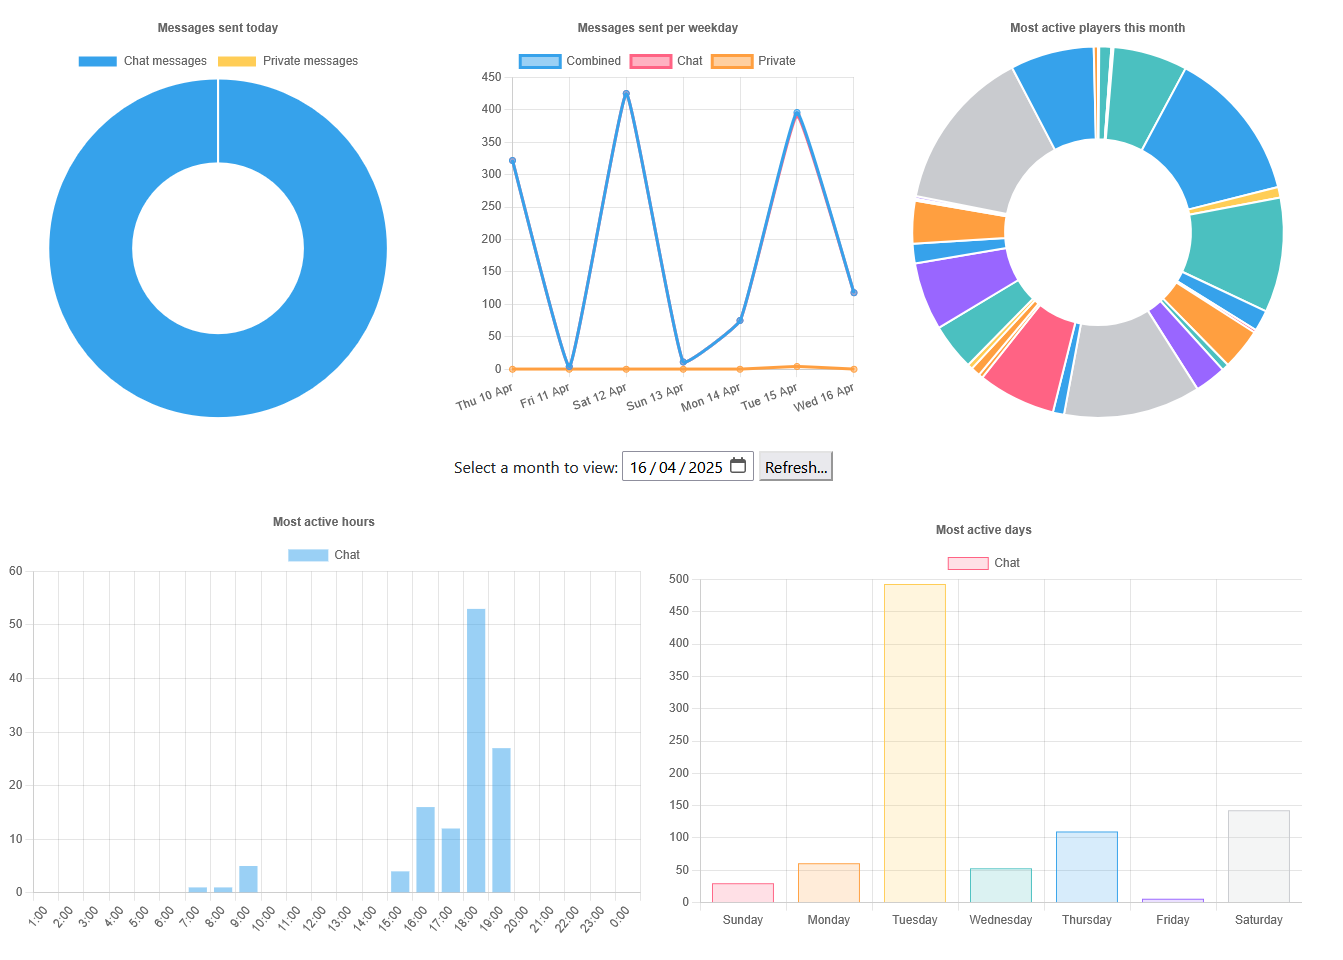 Messages sent today
Chat messages Private messages
Messages sent per weekday
Combined Chat Private
450
400
350
300
250
200
150
100
50
0
Thu 10 Apr Fri 11 Apr Sat 12 Apr Sun 13 Apr Mon 14 Apr Tue 15 Apr Wed 16 Apr
Most active players this month
Select a month to view: 16/04/2025 Refresh...
Most active hours
Chat
60
50
40
30
20
10
0
1:00 2:00 3:00 4:00 5:00 6:00 7:00 8:00 9:00 10:00 11:00 12:00 13:00 14:00 15:00 16:00 17:00 18:00 19:00 20:00 21:00 22:00 23:00 0:00
Most active days
Chat
500
450
400
350
300
250
200
150
100
50
0
Sunday Monday Tuesday Wednesday Thursday Friday Saturday